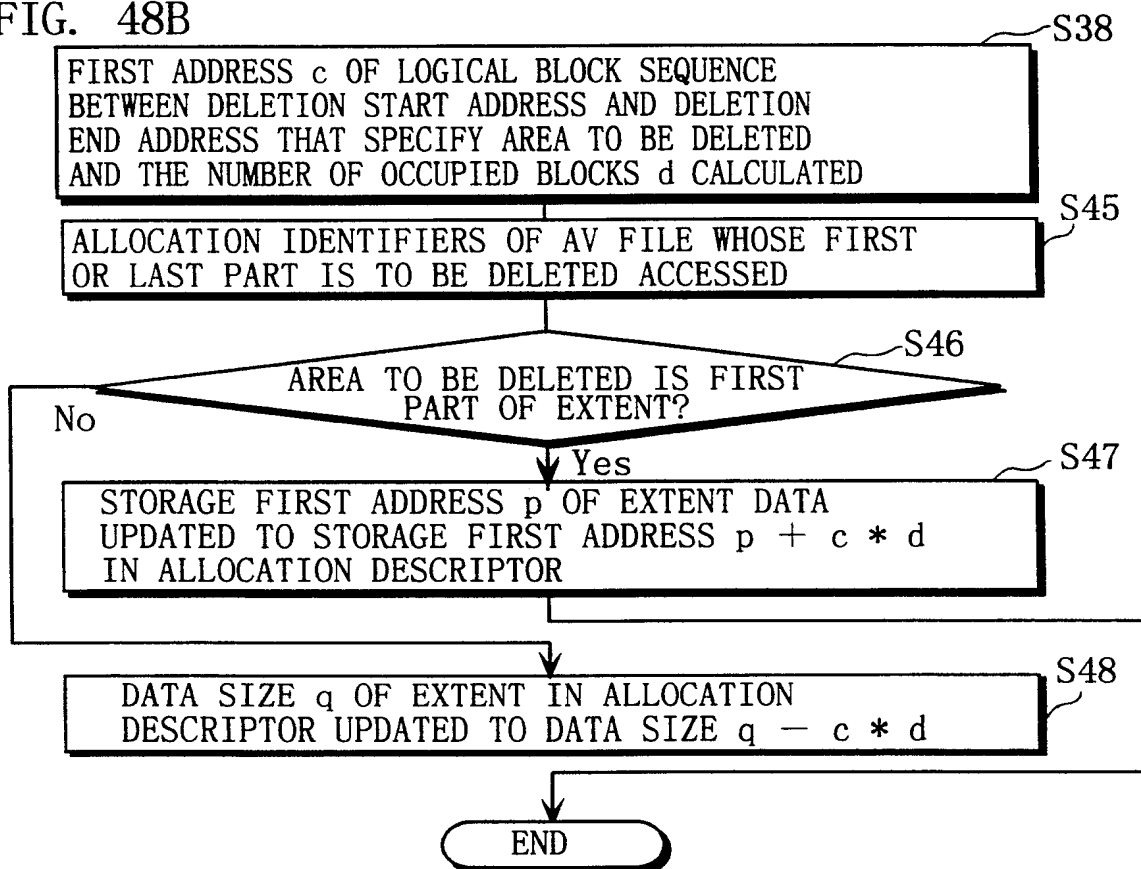 FIG. 48B
S38
FIRST ADDRESS c OF LOGICAL BLOCK SEQUENCE
BETWEEN DELETION START ADDRESS AND DELETION
END ADDRESS THAT SPECIFY AREA TO BE DELETED
AND THE NUMBER OF OCCUPIED BLOCKS d CALCULATED
S45
ALLOCATION IDENTIFIERS OF AV FILE WHOSE FIRST
OR LAST PART IS TO BE DELETED ACCESSED
S46
AREA TO BE DELETED IS FIRST
PART OF EXTENT?
No
Yes
S47
STORAGE FIRST ADDRESS p OF EXTENT DATA
UPDATED TO STORAGE FIRST ADDRESS p + c * d
IN ALLOCATION DESCRIPTOR
S48
DATA SIZE q OF EXTENT IN ALLOCATION
DESCRIPTOR UPDATED TO DATA SIZE q - c * d
END